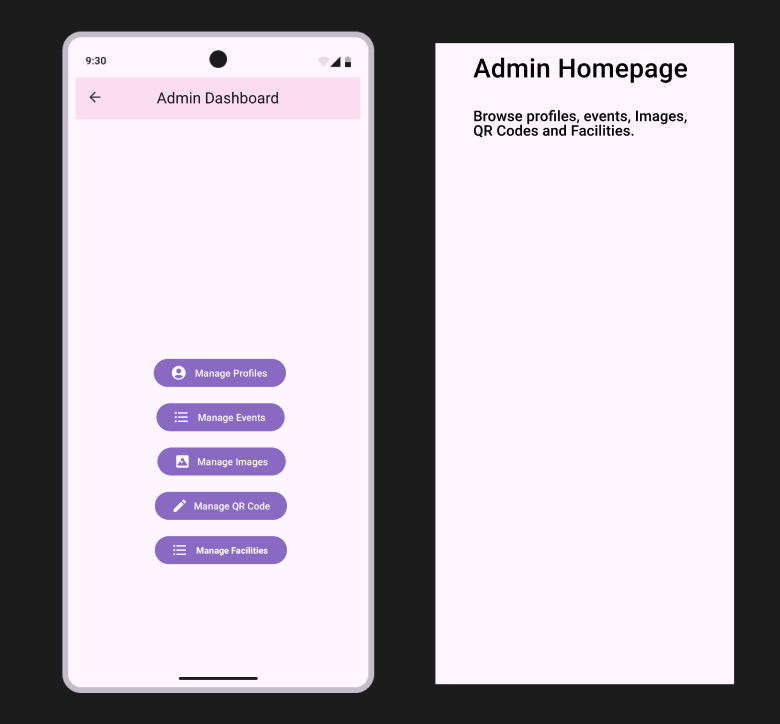 9:30
Admin Dashboard
Manage Profiles
Manage Events
Manage Images
Manage QR Code
Manage Facilities
Admin Homepage
Browse profiles, events, Images,
QR Codes and Facilities.